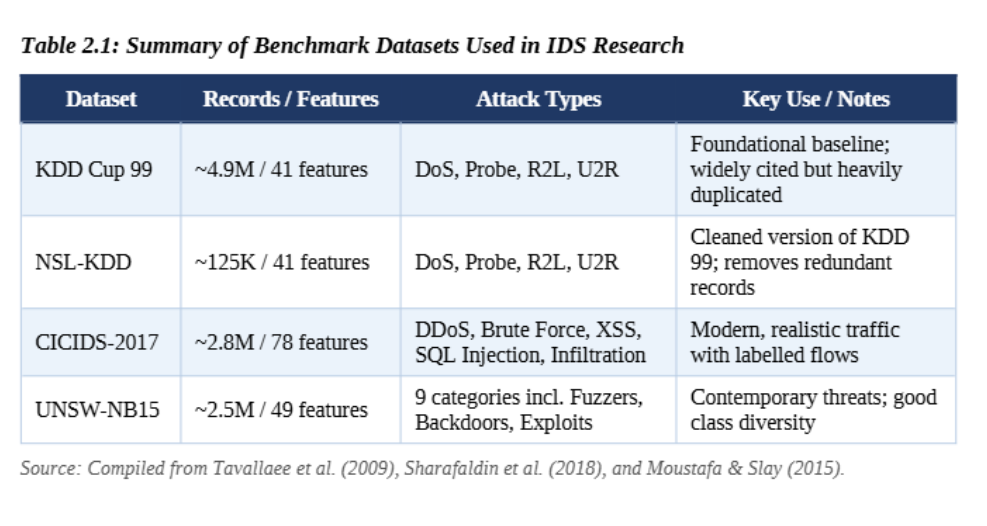 Table 2.1: Summary of Benchmark Datasets Used in IDS Research
Dataset Records / Features Attack Types Key Use / Notes
KDD Cup 99 ~4.9M / 41 features DoS, Probe, R2L, U2R Foundational baseline;
widely cited but heavily
duplicated
NSL-KDD ~125K / 41 features DoS, Probe, R2L, U2R Cleaned version of KDD
99; removes redundant
records
CICIDS-2017 ~2.8M / 78 features DDoS, Brute Force, XSS, Modern, realistic traffic
SQL Injection, Infiltration with labelled flows
UNSW-NB15 ~2.5M / 49 features 9 categories incl. Fuzzers, Contemporary threats; good
Backdoors, Exploits class diversity
Source: Compiled from Tavallaee et al. (2009), Sharafaldin et al. (2018), and Moustafa & Slay (2015).